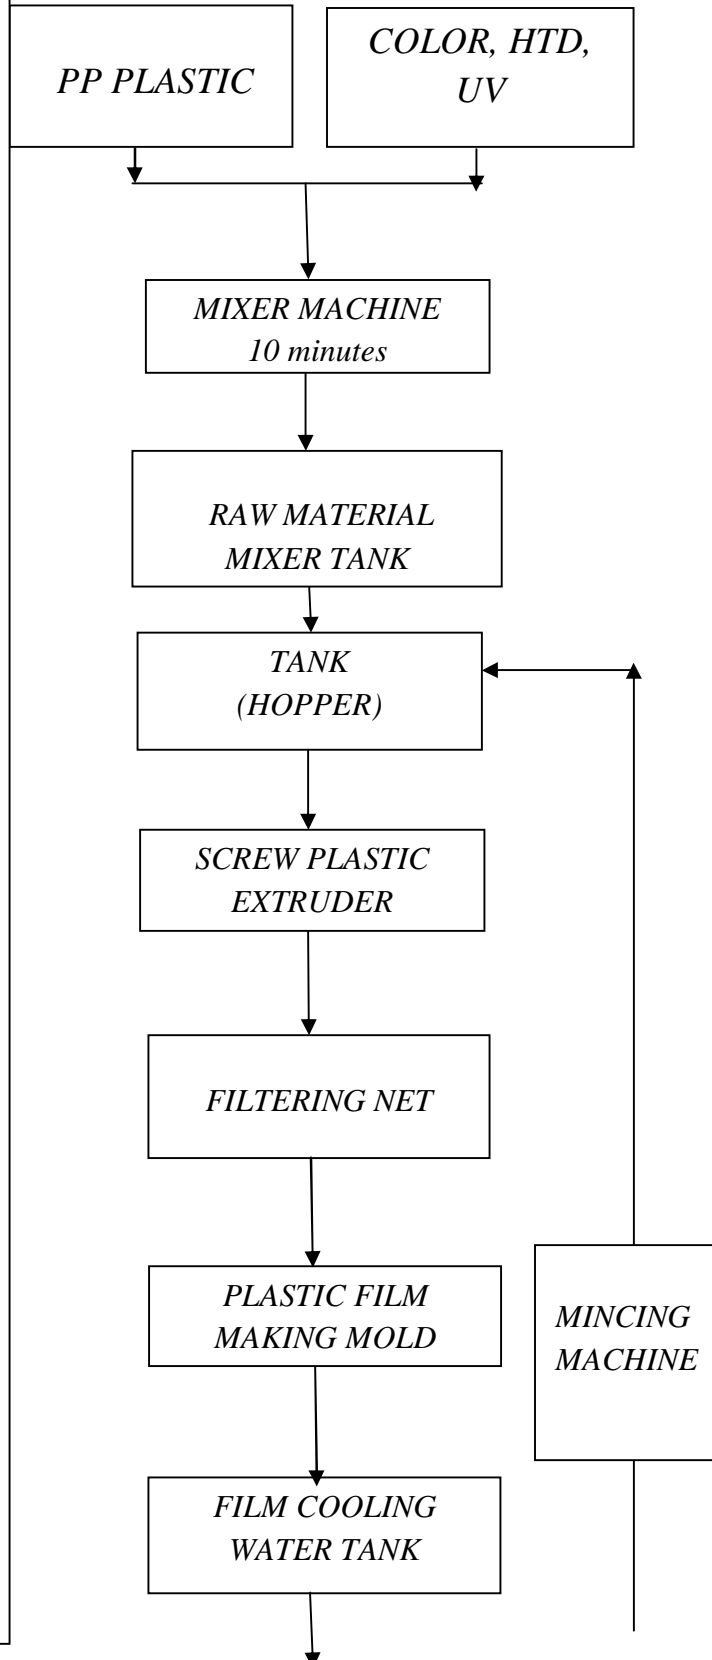 PP PLASTIC
COLOR, HTD,
UV
MIXER MACHINE
10 minutes
RAW MATERIAL
MIXER TANK
TANK
(HOPPER)
SCREW PLASTIC
EXTRUDER
FILTERING NET
PLASTIC FILM
MAKING MOLD
MINCING
MACHINE
FILM COOLING
WATER TANK